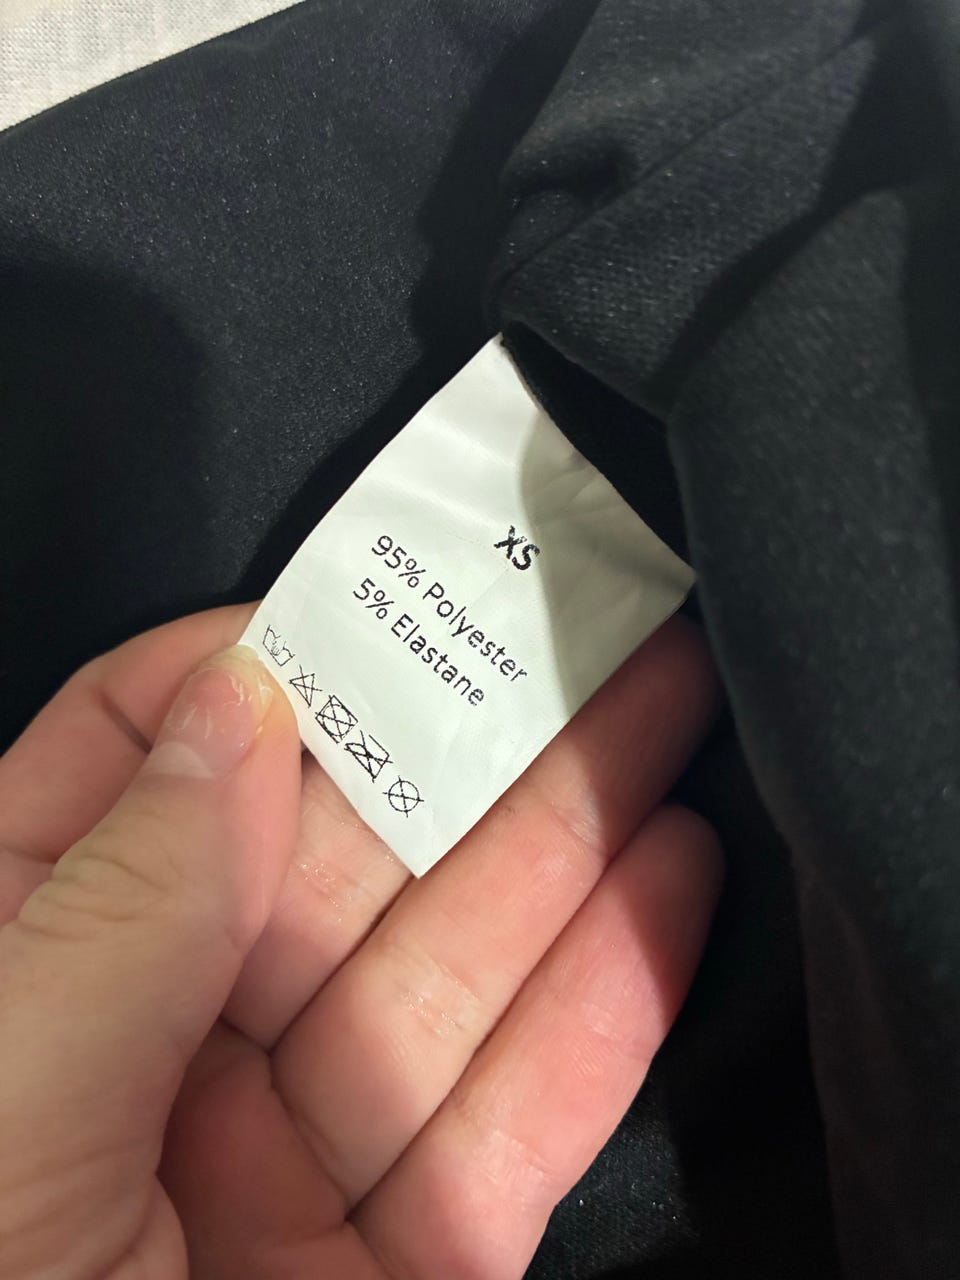 XS
95% Polyester
5% Elastane